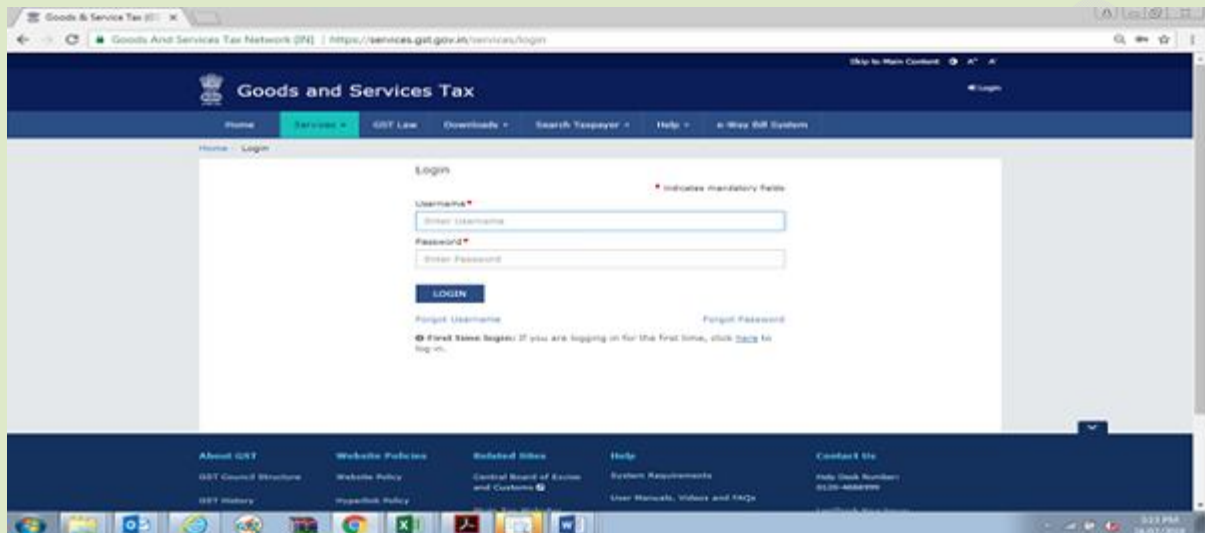 Goods & Service Tax (G
Goods And Services Tax Network [IN] | https://services.gst.gov.in/services/login
Skip to Main Content A+ A-
Goods and Services Tax
Login
Home Services GST Law Downloads Search Taxpayer Help e-Way Bill System
Home Login
Login
* indicates mandatory fields
Username*
Enter Username
Password*
Enter Password
LOGIN
Forgot Username Forgot Password
First time login: If you are logging in for the first time, click here to
log in.
About GST Website Policies Related Sites Help Contact Us
GST Council Structure Website Policy Central Board of Excise
and Customs System Requirements Help Desk Number:
GST History Hyperlink Policy User Manuals, Videos and FAQs